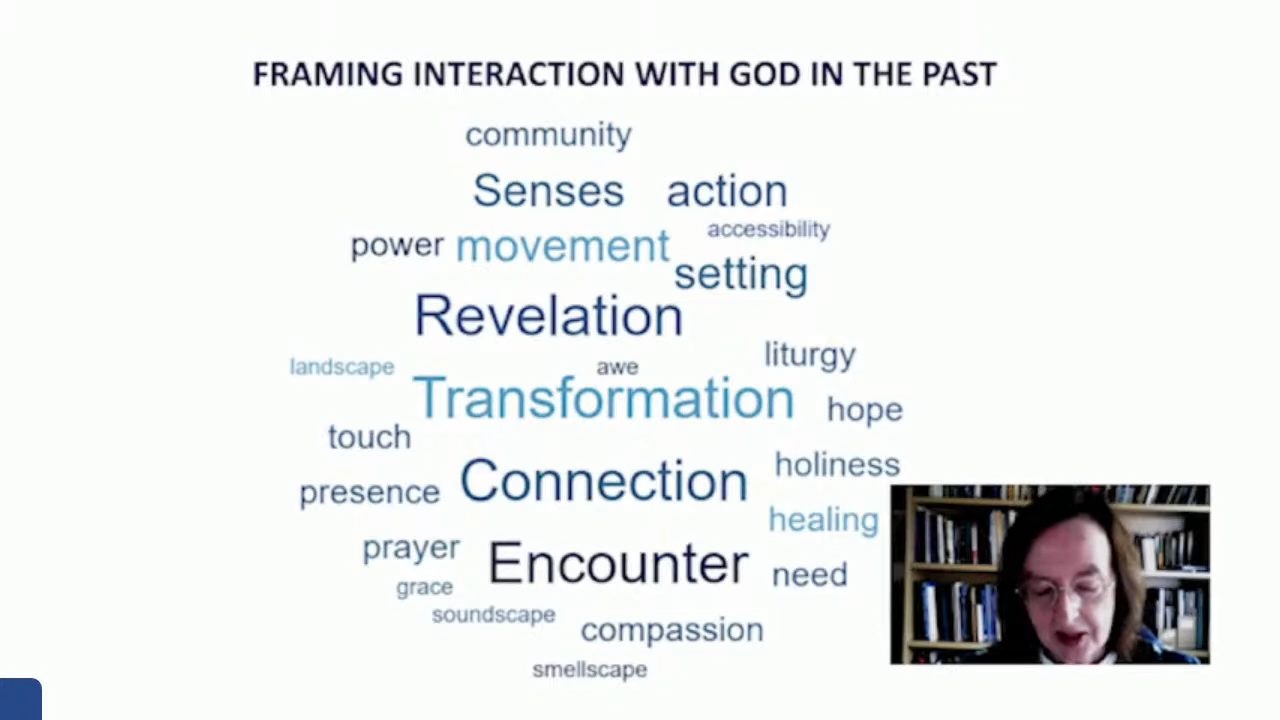 FRAMING INTERACTION WITH GOD IN THE PAST
community
Senses action
accessibility
power movement
setting
Revelation
liturgy
landscape awe
Transformation hope
touch
holiness
presence Connection
healing
prayer Encounter need
grace
soundscape compassion
smellscape